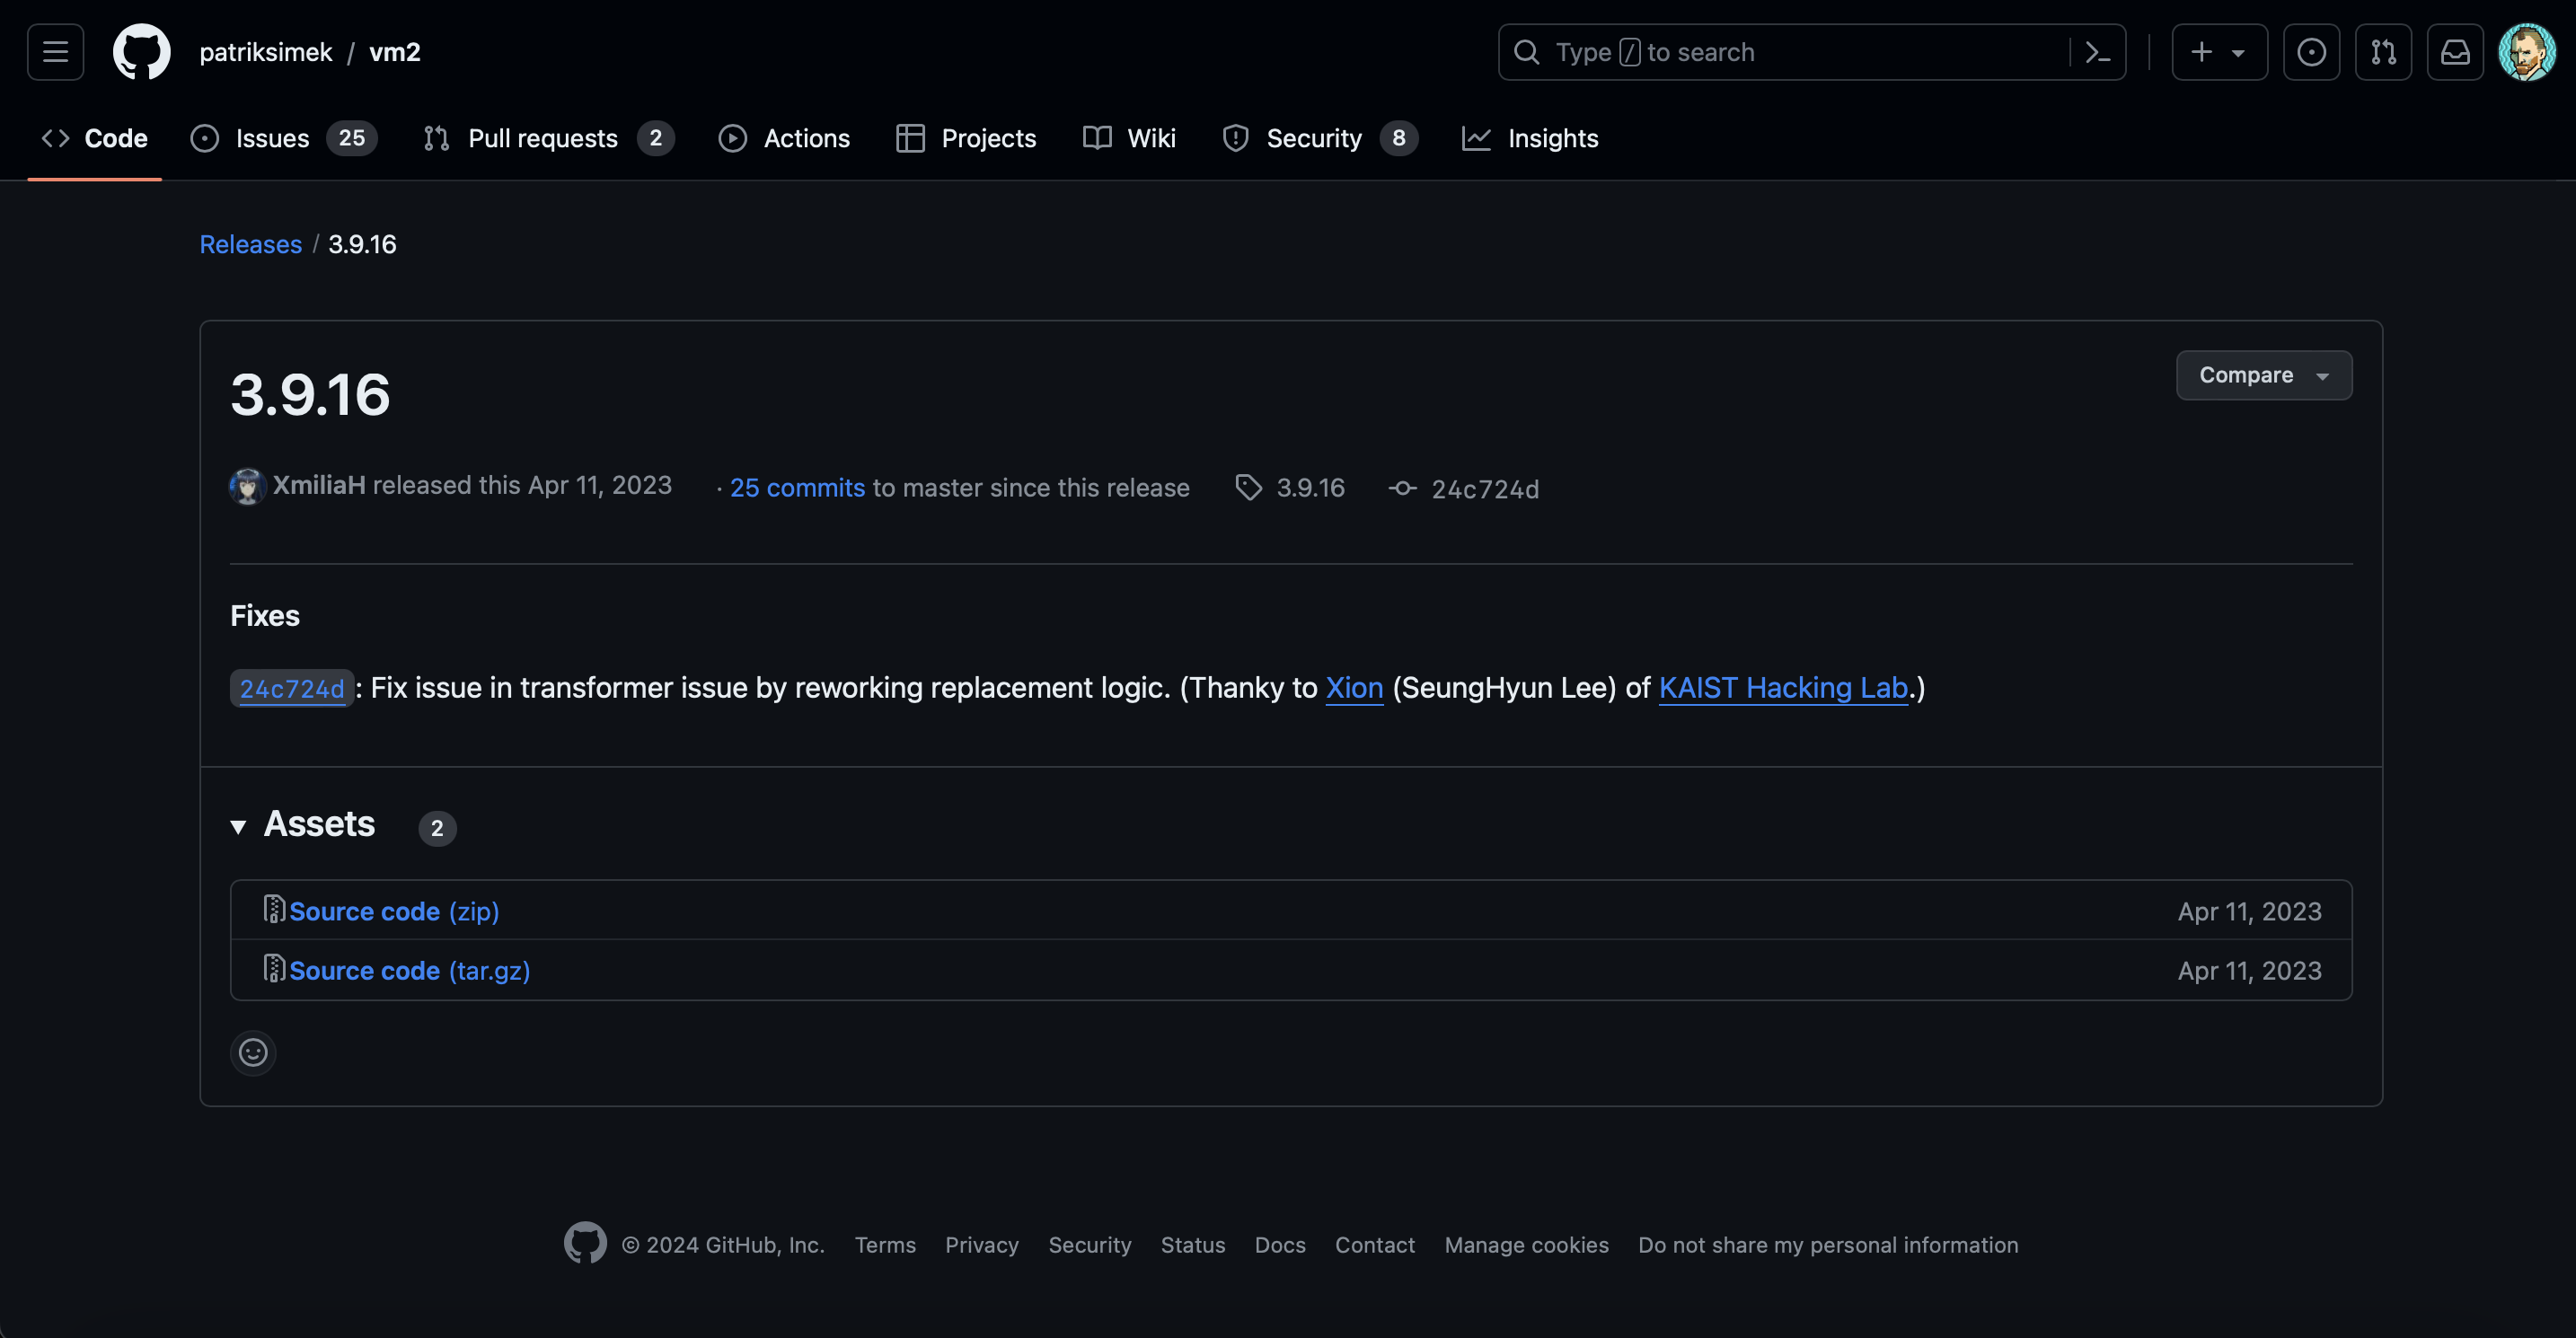 patriksimek / vm2
Type / to search
Code
Issues 25
Pull requests 2
Actions
Projects
Wiki
Security 8
Insights
Releases / 3.9.16
3.9.16
Compare
XmiliaH released this Apr 11, 2023 · 25 commits to master since this release 3.9.16 24c724d
Fixes
24c724d: Fix issue in transformer issue by reworking replacement logic. (Thanky to Xion (SeungHyun Lee) of KAIST Hacking Lab.)
Assets 2
Source code (zip) Apr 11, 2023
Source code (tar.gz) Apr 11, 2023
© 2024 GitHub, Inc. Terms Privacy Security Status Docs Contact Manage cookies Do not share my personal information